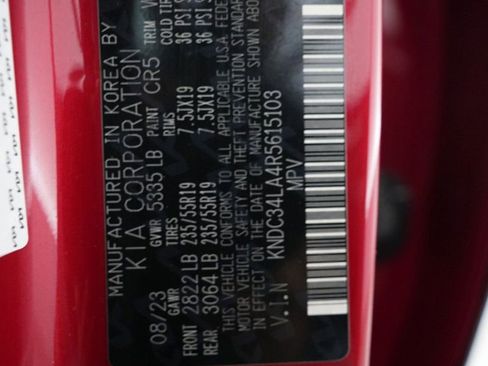 MANUFACTURED IN KOREA BY
KIA CORPORATION
08/23 GVWR 5335 LB PAINT CR5 TRIM
GAWR TIRES RIMS COLD
FRONT 2822 LB 235/55R19 7.5JX19 36 PSI
REAR 3064 LB 235/55R19 7.5JX19 36 PSI
THIS VEHICLE CONFORMS TO ALL APPLICABLE U.S.A. FEDERAL
MOTOR VEHICLE SAFETY AND THEFT PREVENTION STANDARDS
IN EFFECT ON THE DATE OF MANUFACTURE SHOWN ABOVE
V.I.N KNDC34LA4R5615103
MPV